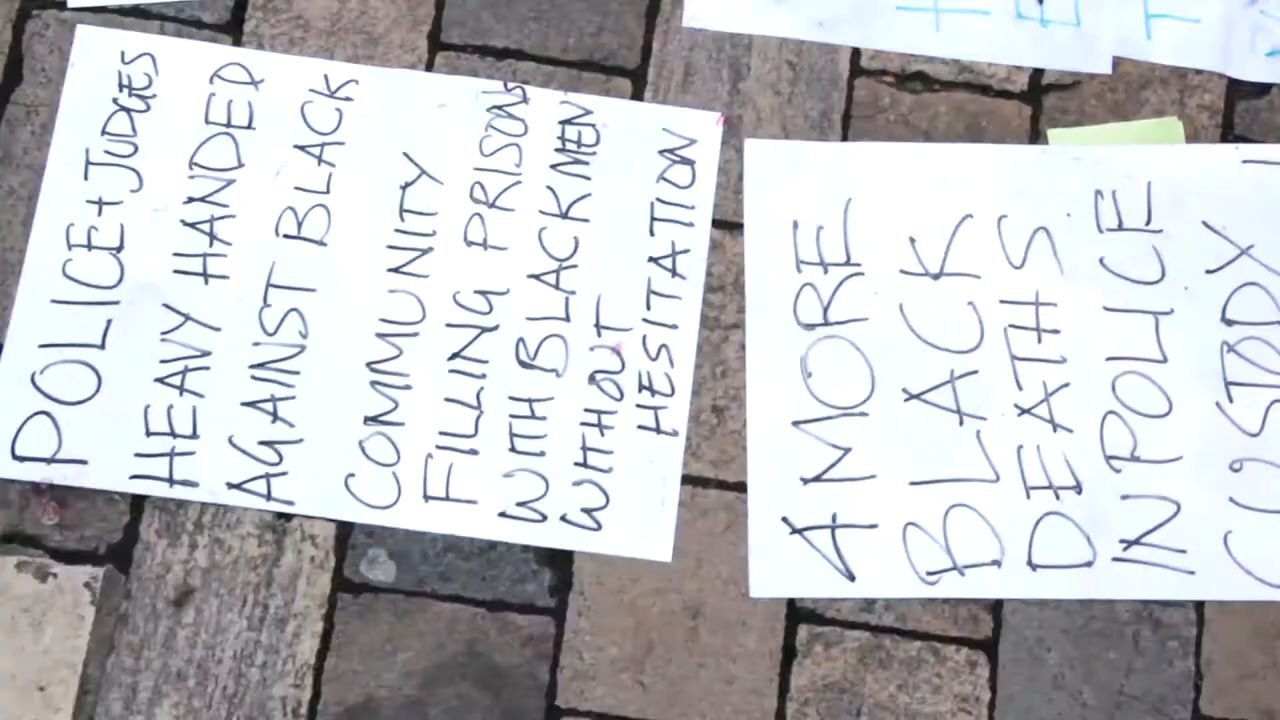 POLICE + JUDGES
HEAVY HANDED
AGAINST BLACK
COMMUNITY
FILLING PRISONS
WITH BLACK MEN
WITHOUT
HESITATION
4 MORE
BLACK
DEATHS
IN POLICE
CUSTODY